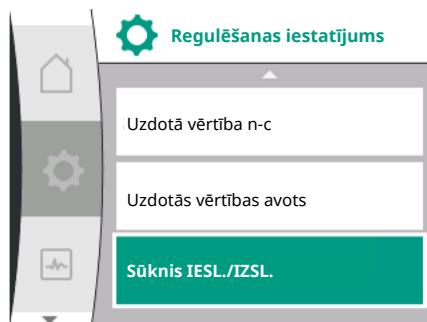 Regulēšanas iestatījums
Uzdotā vērtība n-c
Uzdotās vērtības avots
Sūknis IESL./IZSL.